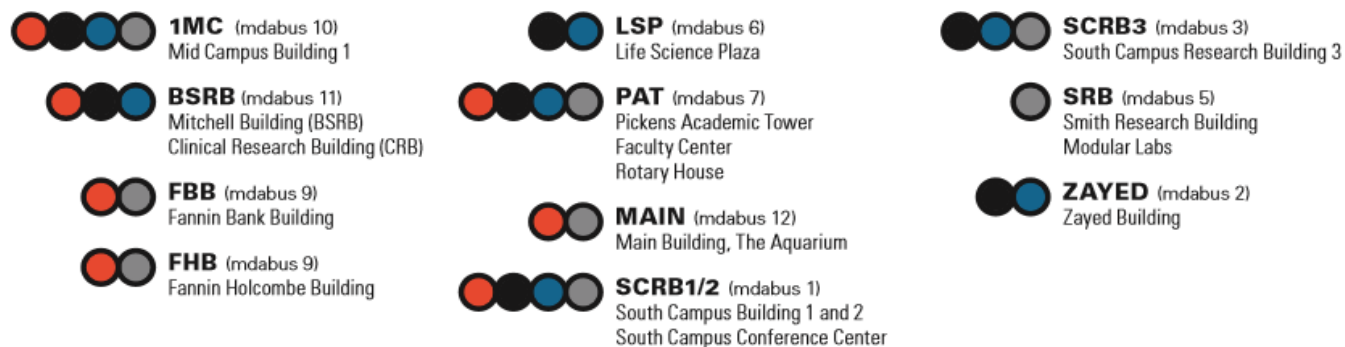 1MC (mdabus 10)
Mid Campus Building 1
BSRB (mdabus 11)
Mitchell Building (BSRB)
Clinical Research Building (CRB)
FBB (mdabus 9)
Fannin Bank Building
FHB (mdabus 9)
Fannin Holcombe Building
LSP (mdabus 6)
Life Science Plaza
PAT (mdabus 7)
Pickens Academic Tower
Faculty Center
Rotary House
MAIN (mdabus 12)
Main Building, The Aquarium
SCRB1/2 (mdabus 1)
South Campus Building 1 and 2
South Campus Conference Center
SCRB3 (mdabus 3)
South Campus Research Building 3
SRB (mdabus 5)
Smith Research Building
Modular Labs
ZAYED (mdabus 2)
Zayed Building